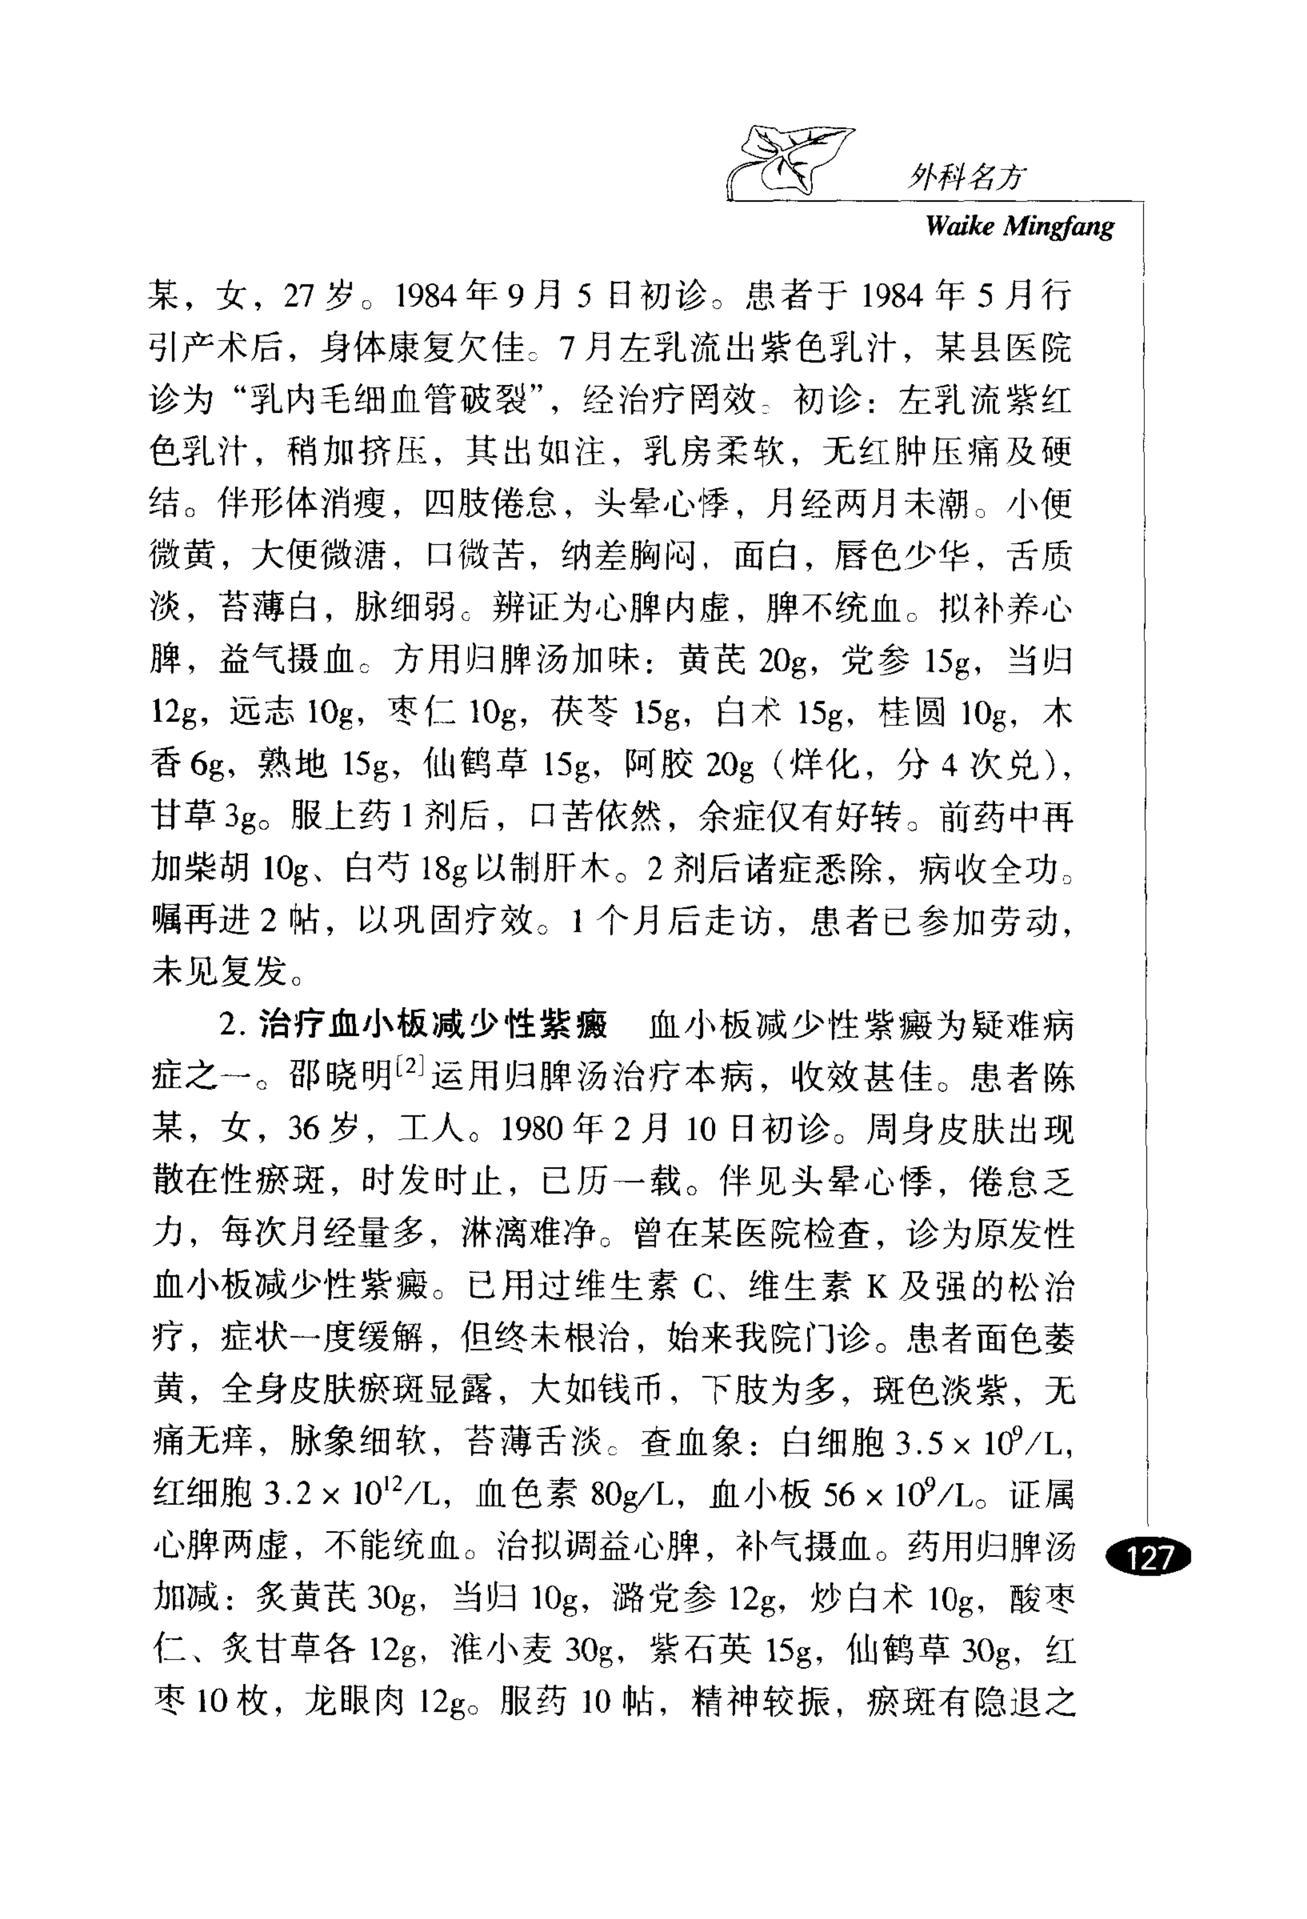 外科名方
Waike Mingfang
某，女，27岁。1984年9月5日初诊。患者于1984年5月行
引产术后，身体康复欠佳。7月左乳流出紫色乳汁，某县医院
诊为“乳内毛细血管破裂”，经治疗罔效。初诊：左乳流紫红
色乳汁，稍加挤压，其出如注，乳房柔软，无红肿压痛及硬
结。伴形体消瘦，四肢倦怠，头晕心悸，月经两月未潮。小便
微黄，大便微溏，口微苦，纳差胸闷，面白，唇色少华，舌质
淡，苔薄白，脉细弱。辨证为心脾内虚，脾不统血。拟补养心
脾，益气摄血。方用归脾汤加味：黄芪20g，党参15g，当归
12g，远志10g，枣仁10g，茯苓15g，白术15g，桂圆10g，木
香6g，熟地15g，仙鹤草15g，阿胶20g（烊化，分4次兑），
甘草3g。服上药1剂后，口苦依然，余症仅有好转。前药中再
加柴胡10g、白芍18g以制肝木。2剂后诸症悉除，病收全功。
嘱再进2帖，以巩固疗效。1个月后走访，患者已参加劳动，
未见复发。
2. 治疗血小板减少性紫癜　血小板减少性紫癜为疑难病
症之一。邵晓明[2]运用归脾汤治疗本病，收效甚佳。患者陈
某，女，36岁，工人。1980年2月10日初诊。周身皮肤出现
散在性瘀斑，时发时止，已历一载。伴见头晕心悸，倦怠乏
力，每次月经量多，淋漓难净。曾在某医院检查，诊为原发性
血小板减少性紫癜。已用过维生素C、维生素K及强的松治
疗，症状一度缓解，但终未根治，始来我院门诊。患者面色萎
黄，全身皮肤瘀斑显露，大如钱币，下肢为多，斑色淡紫，无
痛无痒，脉象细软，苔薄舌淡。查血象：白细胞3.5×10⁹/L，
红细胞3.2×10¹²/L，血色素80g/L，血小板56×10⁹/L。证属
心脾两虚，不能统血。治拟调益心脾，补气摄血。药用归脾汤
加减：炙黄芪30g，当归10g，潞党参12g，炒白术10g，酸枣
仁、炙甘草各12g，淮小麦30g，紫石英15g，仙鹤草30g，红
枣10枚，龙眼肉12g。服药10帖，精神较振，瘀斑有隐退之
127